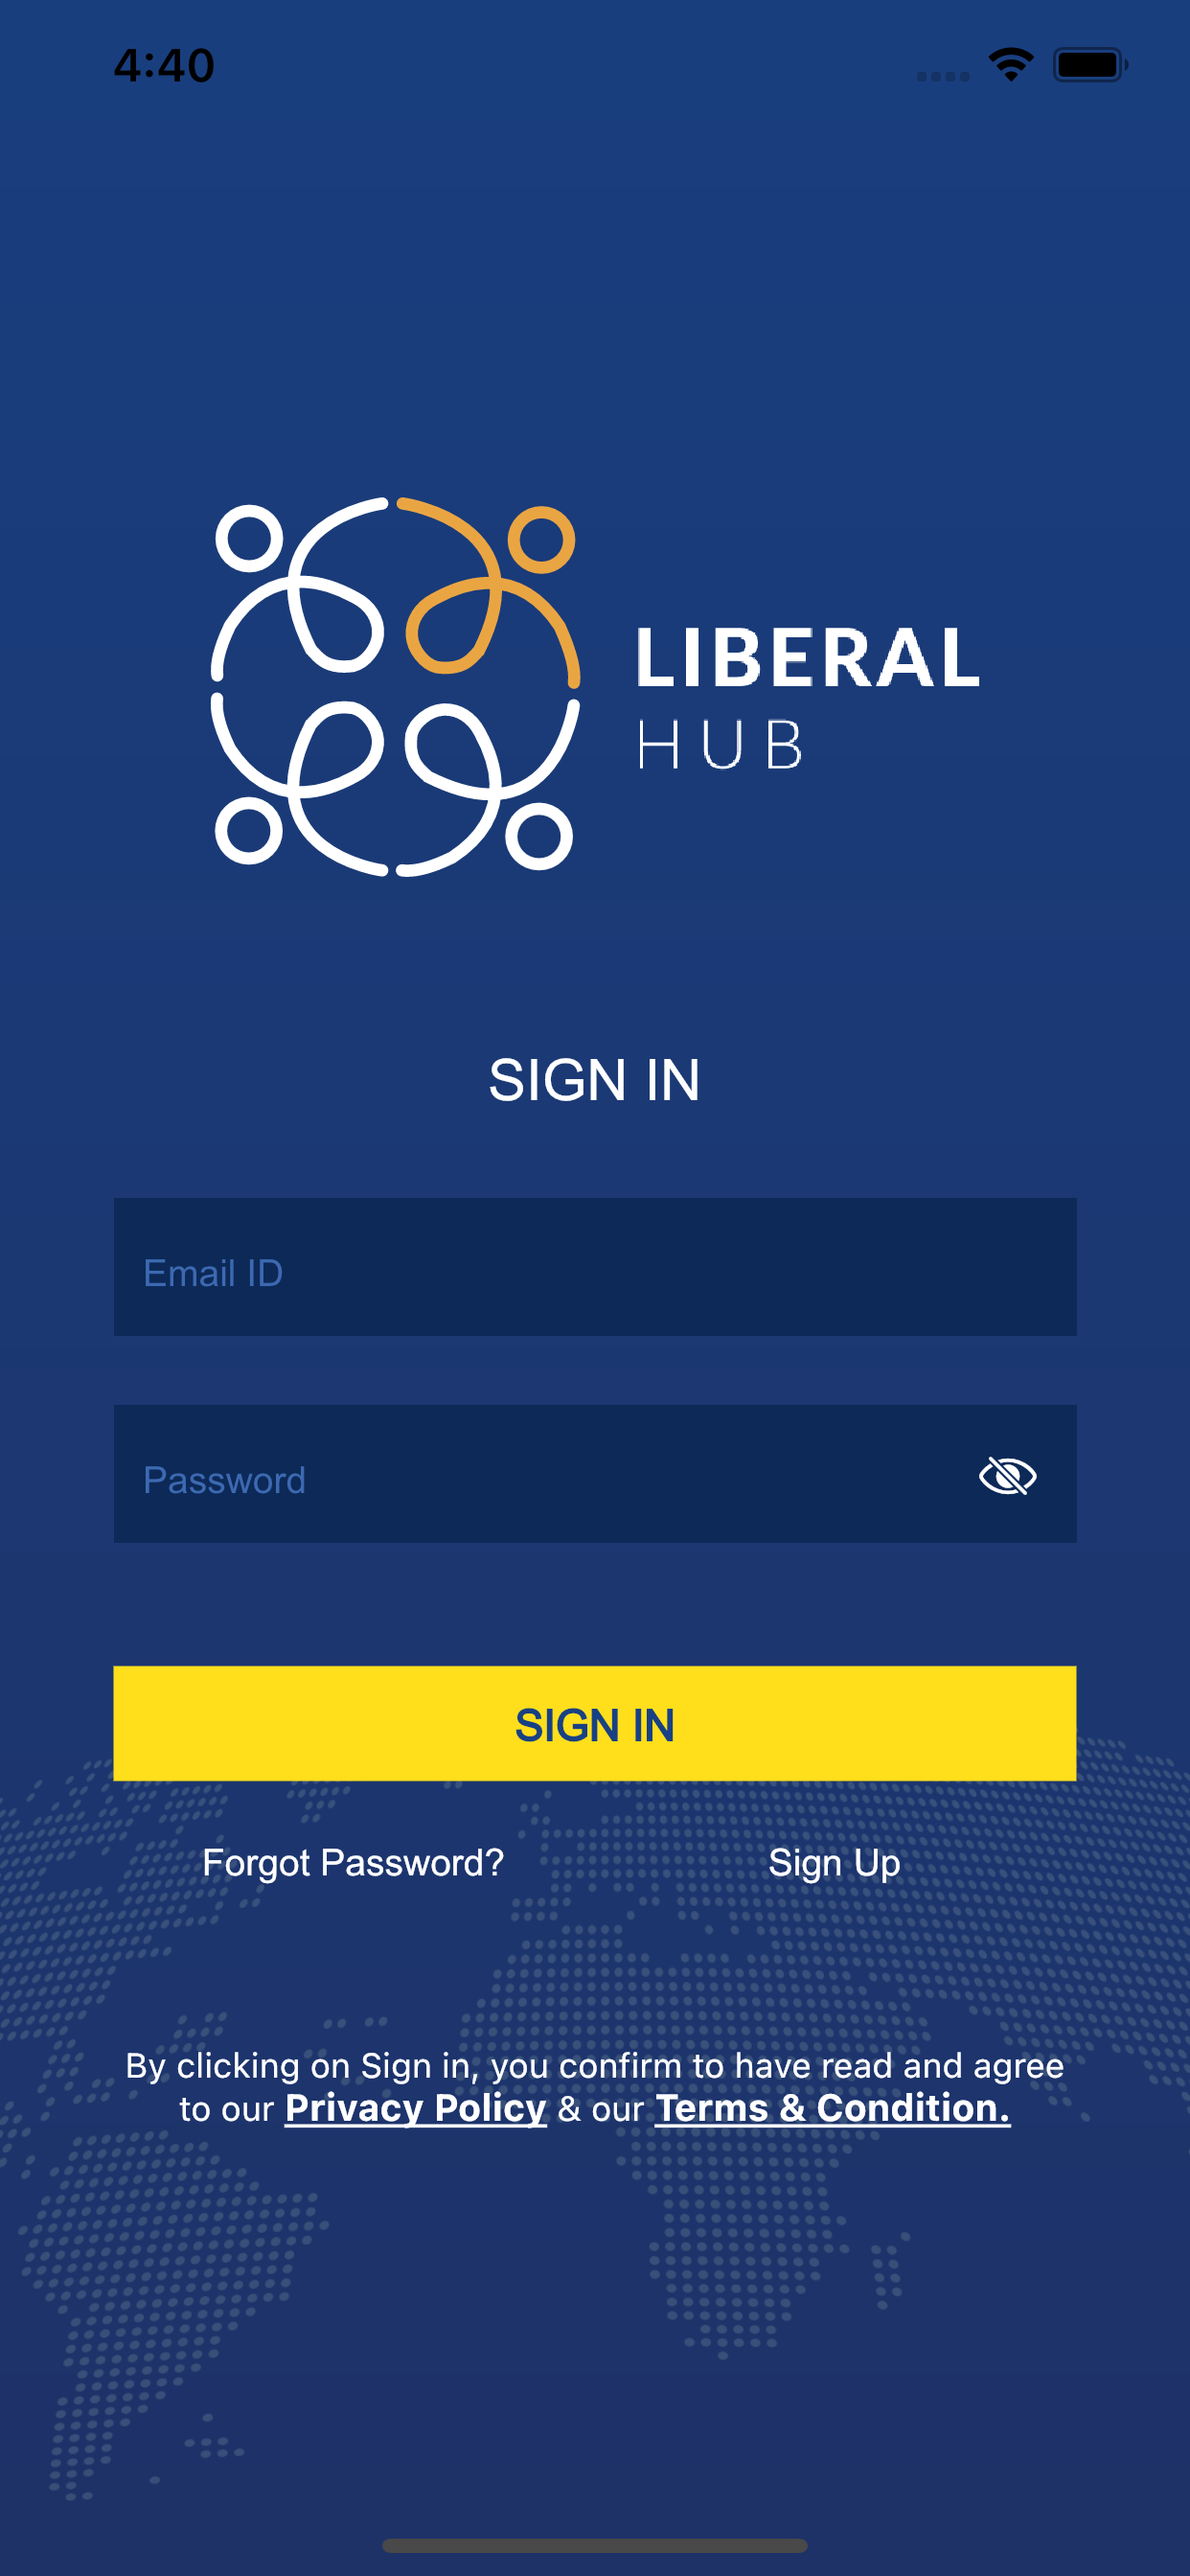 4:40
LIBERAL
HUB
SIGN IN
Email ID
Password
SIGN IN
Forgot Password?
Sign Up
By clicking on Sign in, you confirm to have read and agree
to our Privacy Policy & our Terms & Condition.